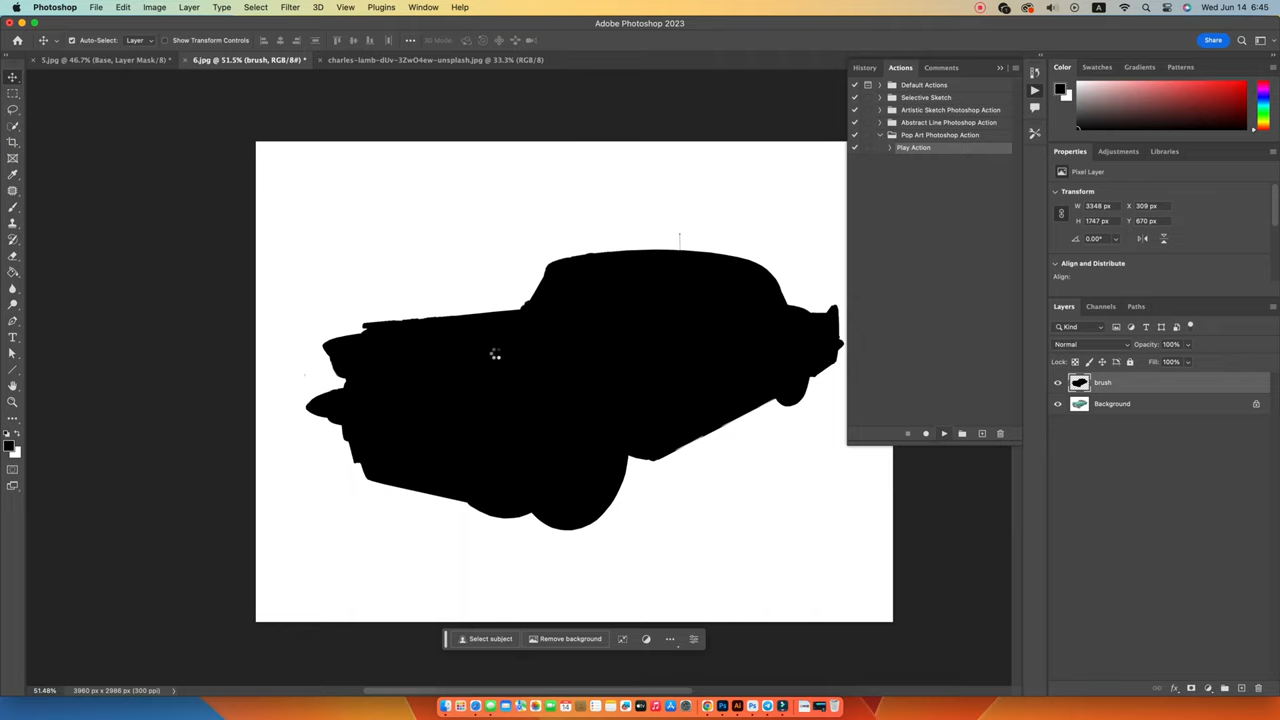 Photoshop File Edit Image Layer Type Select Filter 3D View Plugins Window Help A Wed Jun 14 6:45
Adobe Photoshop 2023
Auto-Select: Layer Show Transform Controls 3D Mode: Share
5.jpg @ 46.7% (Base, Layer Mask/8) * 6.jpg @ 51.5% (brush, RGB/8#) * charles-lamb-dUv-3ZwO4ew-unsplash.jpg @ 33.3% (RGB/8)
History Actions Comments
Default Actions
Selective Sketch
Artistic Sketch Photoshop Action
Abstract Line Photoshop Action
Pop Art Photoshop Action
Play Action
Color Swatches Gradients Patterns
Properties Adjustments Libraries
Pixel Layer
Transform
W 3348 px X 309 px
H 1747 px Y 670 px
0.00°
Align and Distribute
Align:
Layers Channels Paths
Kind
Normal Opacity: 100%
Lock: Fill: 100%
brush
Background
Select subject Remove background
51.48% 3960 px x 2986 px (300 ppi)